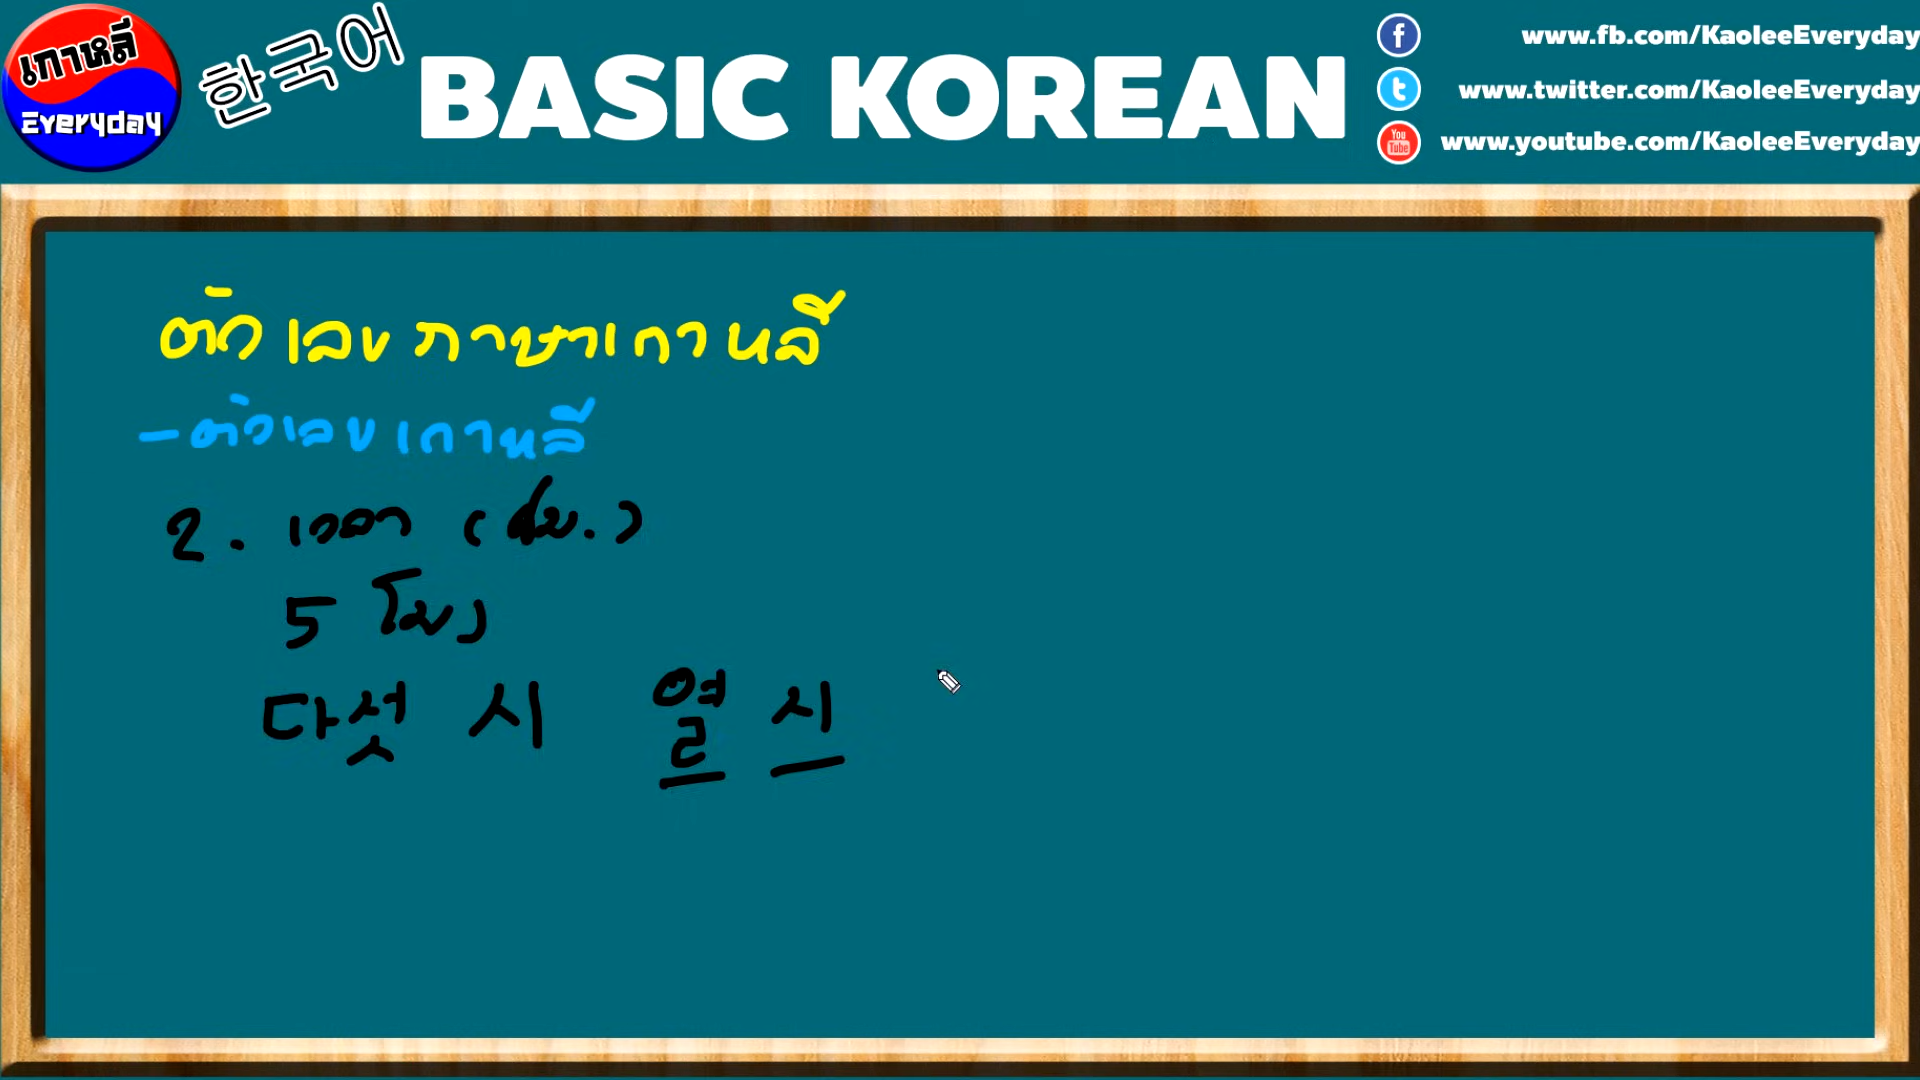 เกาหลี
Everyday
한국어
BASIC KOREAN
www.fb.com/KaoleeEveryday
www.twitter.com/KaoleeEveryday
You Tube www.youtube.com/KaoleeEveryday
ตัวเลขภาษาเกาหลี
-ตัวเลขเกาหลี
2. เวลา (ชม.)
5 โมง
다섯 시 열 시